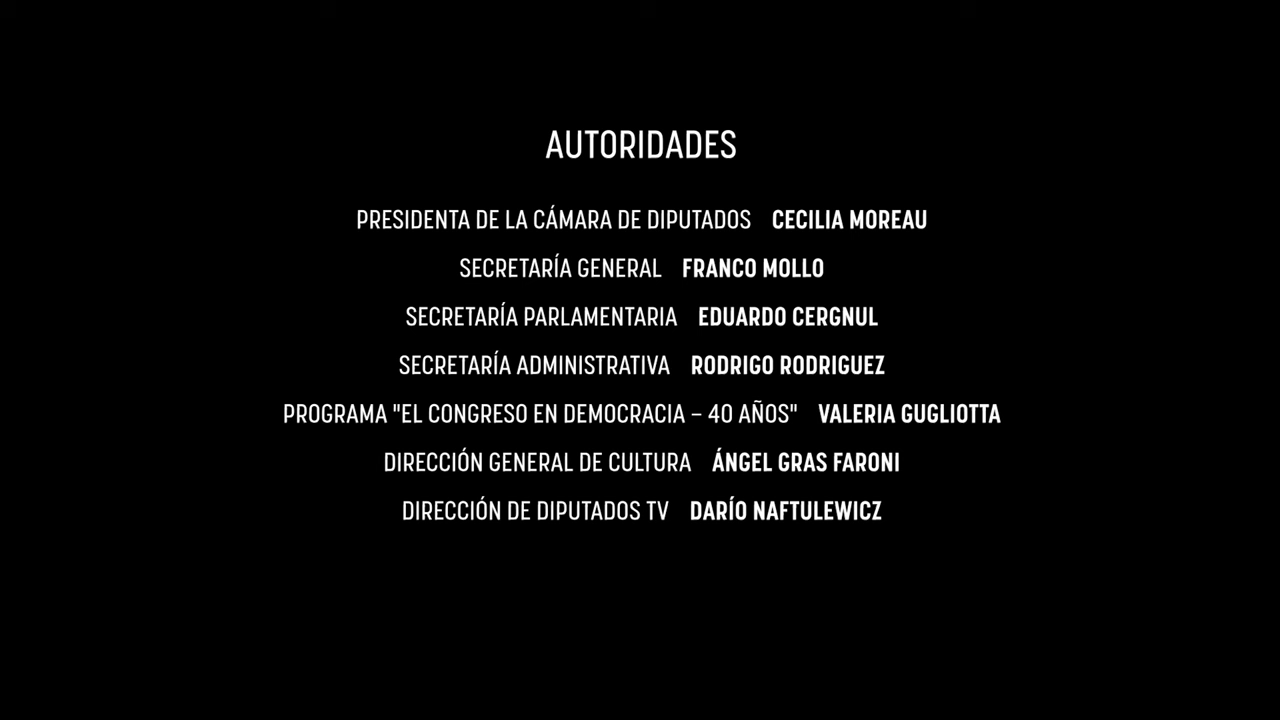 AUTORIDADES
PRESIDENTA DE LA CÁMARA DE DIPUTADOS CECILIA MOREAU
SECRETARÍA GENERAL FRANCO MOLLO
SECRETARÍA PARLAMENTARIA EDUARDO CERGNUL
SECRETARÍA ADMINISTRATIVA RODRIGO RODRIGUEZ
PROGRAMA "EL CONGRESO EN DEMOCRACIA – 40 AÑOS" VALERIA GUGLIOTTA
DIRECCIÓN GENERAL DE CULTURA ÁNGEL GRAS FARONI
DIRECCIÓN DE DIPUTADOS TV DARÍO NAFTULEWICZ